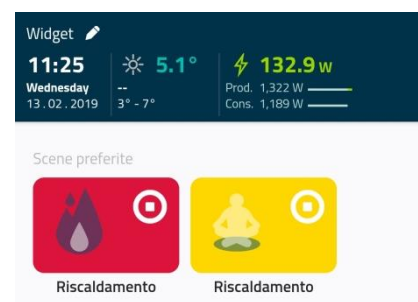 Widget
11:25
Wednesday
13.02.2019
5.1°
--
3° - 7°
132.9 W
Prod. 1,322 W
Cons. 1,189 W
Scene preferite
Riscaldamento
Riscaldamento